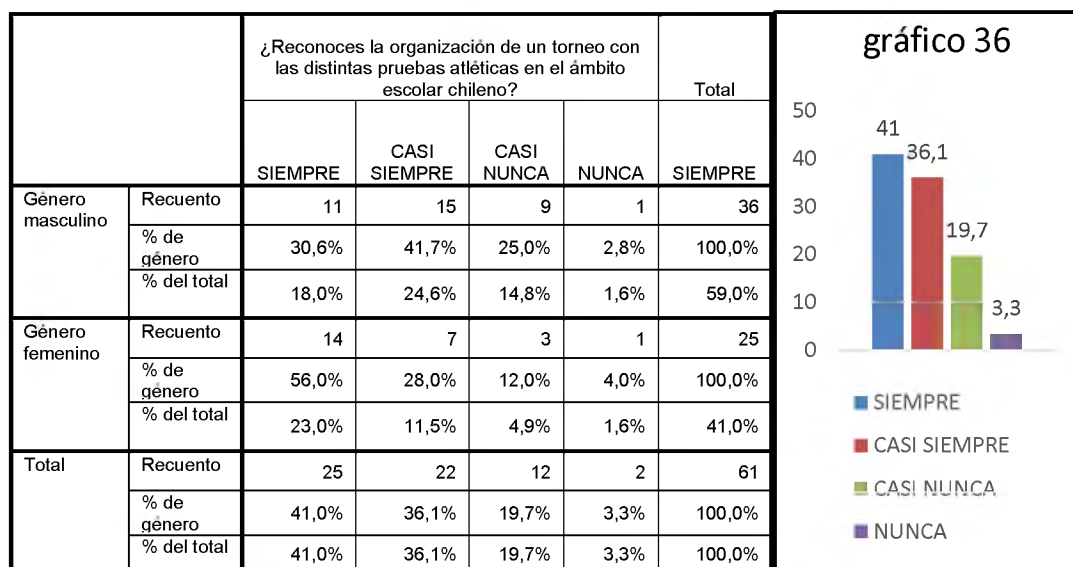 ¿Reconoces la organización de un torneo con
las distintas pruebas atléticas en el ámbito
escolar chileno?
Total
SIEMPRE
CASI
SIEMPRE
CASI
NUNCA
NUNCA
SIEMPRE
Género
masculino
Recuento
11 15 9 1 36
% de
género
30,6% 41,7% 25,0% 2,8% 100,0%
% del total
18,0% 24,6% 14,8% 1,6% 59,0%
Género
femenino
Recuento
14 7 3 1 25
% de
género
56,0% 28,0% 12,0% 4,0% 100,0%
% del total
23,0% 11,5% 4,9% 1,6% 41,0%
Total
Recuento
25 22 12 2 61
% de
género
41,0% 36,1% 19,7% 3,3% 100,0%
% del total
41,0% 36,1% 19,7% 3,3% 100,0%
gráfico 36
50
40
30
20
10
0
41
36,1
19,7
3,3
SIEMPRE
CASI SIEMPRE
CASI NUNCA
NUNCA